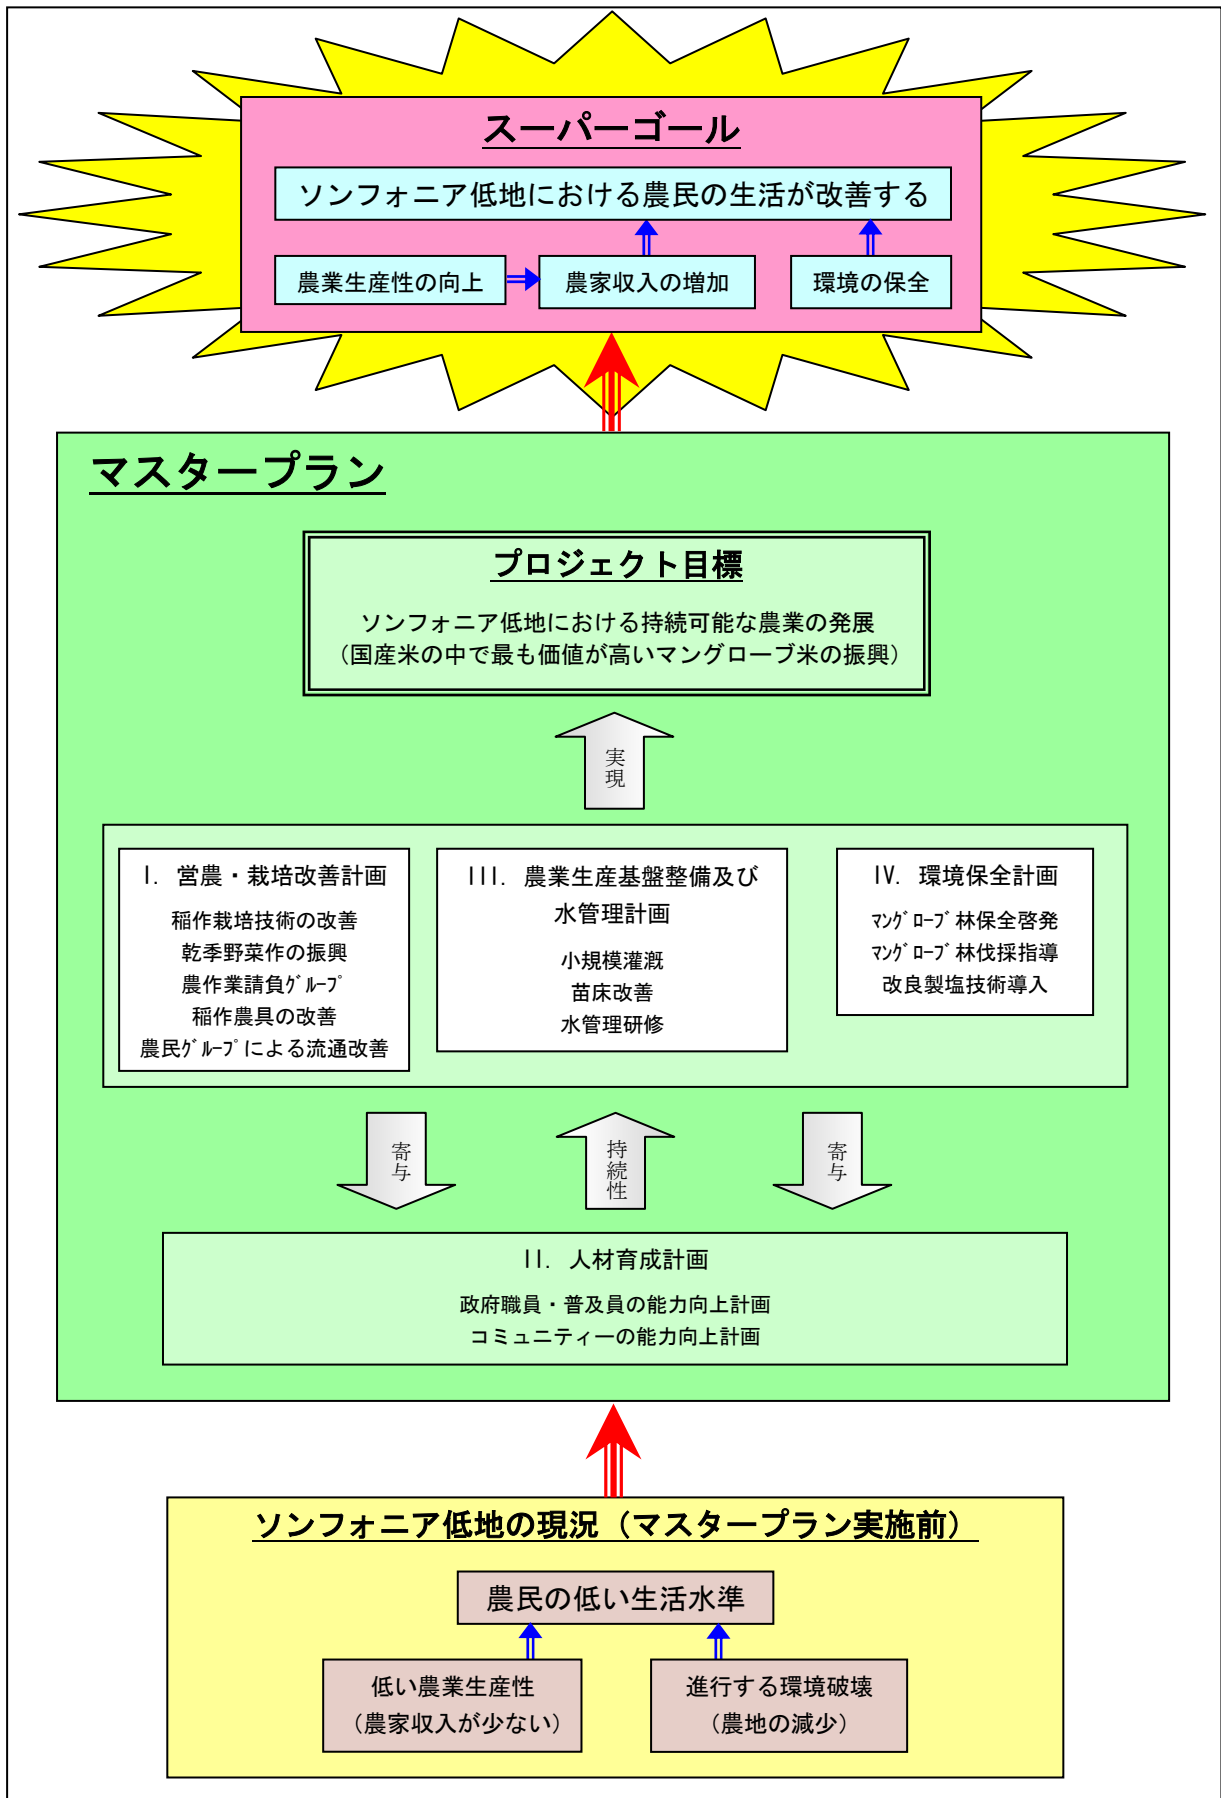 スーパーゴール
ソンフォニア低地における農民の生活が改善する
農業生産性の向上
農家収入の増加
環境の保全
マスタープラン
プロジェクト目標
ソンフォニア低地における持続可能な農業の発展
（国産米の中で最も価値が高いマングローブ米の振興）
実現
I. 営農・栽培改善計画
稲作栽培技術の改善
乾季野菜作の振興
農作業請負ｸﾞﾙｰﾌﾟ
稲作農具の改善
農民ｸﾞﾙｰﾌﾟによる流通改善
III. 農業生産基盤整備及び
水管理計画
小規模灌漑
苗床改善
水管理研修
IV. 環境保全計画
ﾏﾝｸﾞﾛｰﾌﾞ林保全啓発
ﾏﾝｸﾞﾛｰﾌﾞ林伐採指導
改良製塩技術導入
寄与
持続性
寄与
II. 人材育成計画
政府職員・普及員の能力向上計画
コミュニティーの能力向上計画
ソンフォニア低地の現況（マスタープラン実施前）
農民の低い生活水準
低い農業生産性
（農家収入が少ない）
進行する環境破壊
（農地の減少）